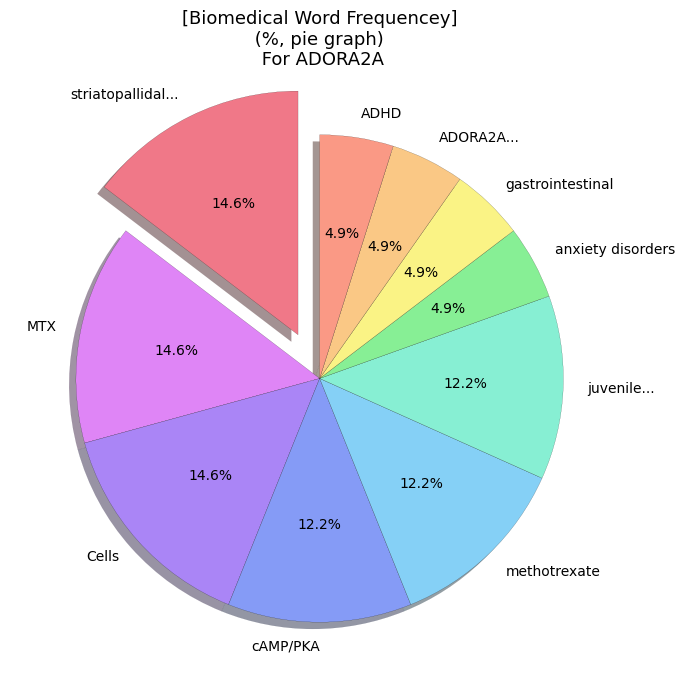 [Biomedical Word Frequencey]
(%, pie graph)
For ADORA2A
striatopallidal...
14.6%
MTX
14.6%
Cells
14.6%
cAMP/PKA
12.2%
methotrexate
12.2%
juvenile...
12.2%
anxiety disorders
4.9%
gastrointestinal
4.9%
ADORA2A...
4.9%
ADHD
4.9%